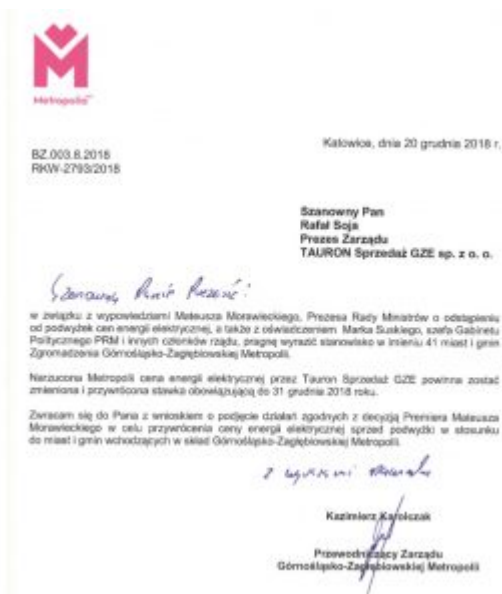 Metropolia
Katowice, dnia 20 grudnia 2018 r.
BZ.003.8.2018
RKW-2793/2018
Szanowny Pan
Rafał Soja
Prezes Zarządu
TAURON Sprzedaż GZE sp. z o. o.
Szanowny Panie Prezesie!
w związku z wypowiedziami Mateusza Morawieckiego, Prezesa Rady Ministrów o odstąpieniu
od podwyżek cen energii elektrycznej, a także z oświadczeniem Marka Suskiego, szefa Gabinetu
Politycznego PRM i innych członków rządu, pragnę wyrazić stanowisko w imieniu 41 miast i gmin
Zgromadzenia Górnośląsko-Zagłębiowskiej Metropolii.
Narzucona Metropolii cena energii elektrycznej przez Tauron Sprzedaż GZE powinna zostać
zmieniona i przywrócona stawka obowiązującą do 31 grudnia 2018 roku.
Zwracam się do Pana z wnioskiem o podjęcie działań zgodnych z decyzją Premiera Mateusza
Morawieckiego w celu przywrócenia ceny energii elektrycznej sprzed podwyżki w stosunku
do miast i gmin wchodzących w skład Górnośląsko-Zagłębiowskiej Metropolii.
Z wyrazami szacunku
Kazimierz Karolczak
Przewodniczący Zarządu
Górnośląsko-Zagłębiowskiej Metropolii